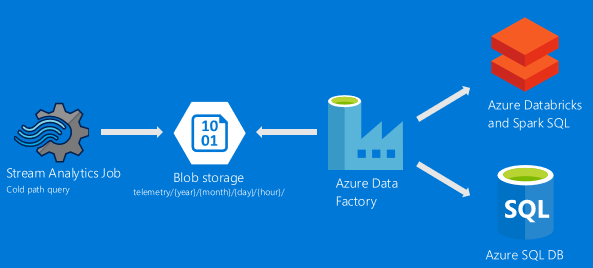 Stream Analytics Job
Cold path query
10
01
Blob storage
telemetry/{year}/{month}/{day}/{hour}/
Azure Data
Factory
Azure Databricks
and Spark SQL
SQL
Azure SQL DB